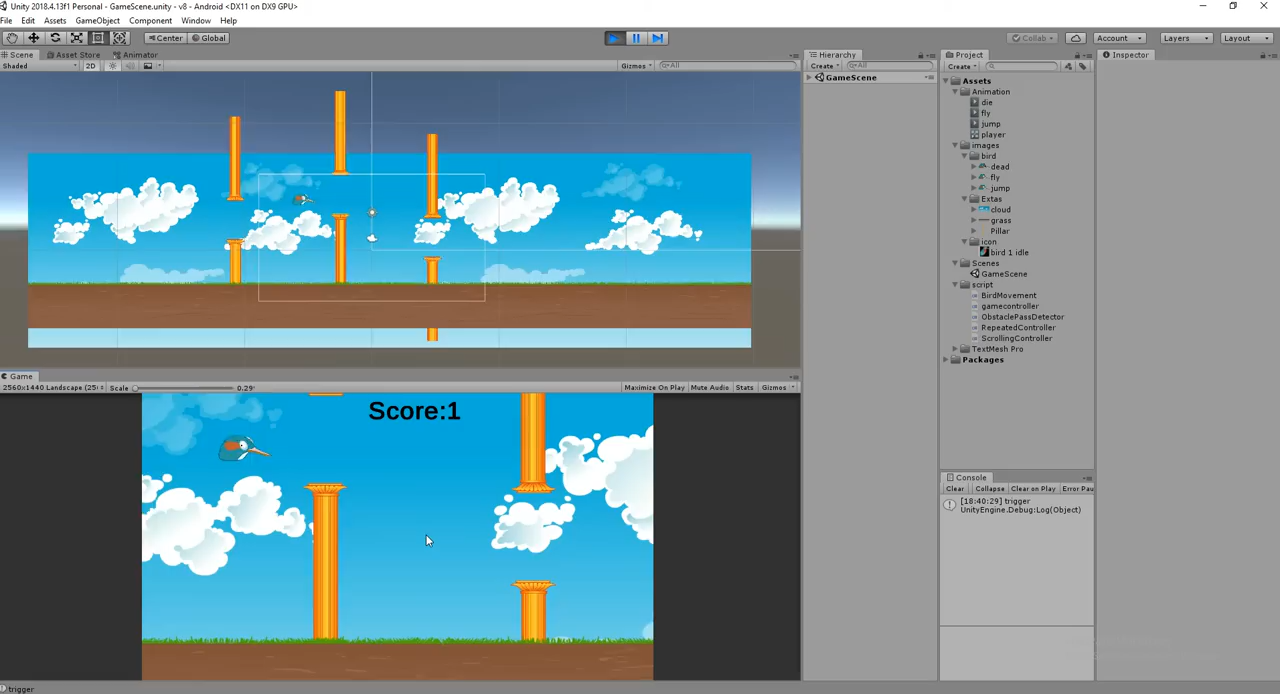 Unity 2018.4.13f1 Personal - GameScene.unity - v8 - Android <DX11 on DX9 GPU>
File Edit Assets GameObject Component Window Help
Center Global Collab Account Layers Layout
Scene Asset Store Animator
Shaded 2D Gizmos All
Hierarchy
Create All
GameScene
Project
Create
Assets
Animation
die
fly
jump
player
images
bird
dead
fly
jump
Extas
cloud
grass
Pillar
icon
bird 1 idle
Scenes
GameScene
script
BirdMovement
gamecontroller
ObstaclePassDetector
RepeatedController
ScrollingController
TextMesh Pro
Packages
Inspector
Game
2560x1440 Landscape (25 Scale 0.29 Maximize On Play Mute Audio Stats Gizmos
Score:1
Console
Clear Collapse Clear on Play Error Pau
[18:40:29] trigger
UnityEngine.Debug:Log(Object)
trigger